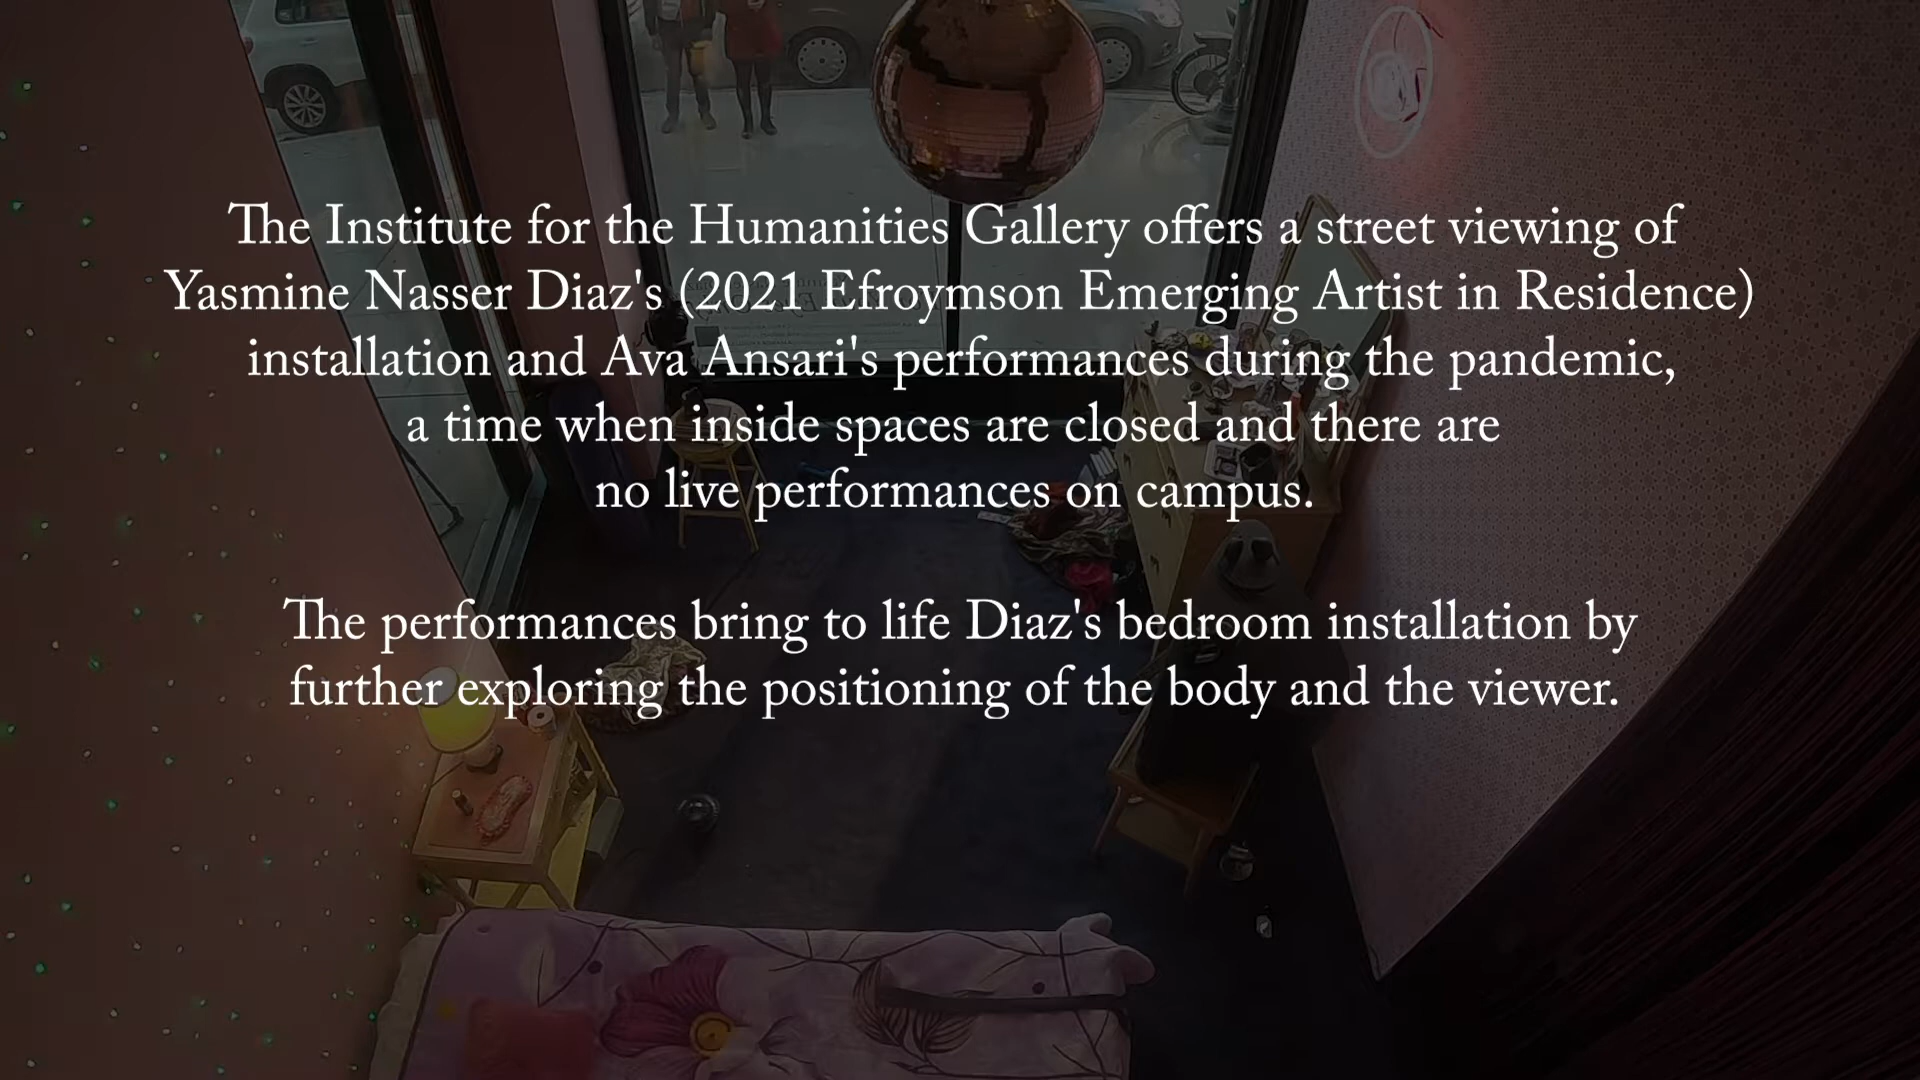 The Institute for the Humanities Gallery offers a street viewing of
Yasmine Nasser Diaz's (2021 Efroymson Emerging Artist in Residence)
installation and Ava Ansari's performances during the pandemic,
a time when inside spaces are closed and there are
no live performances on campus.
The performances bring to life Diaz's bedroom installation by
further exploring the positioning of the body and the viewer.